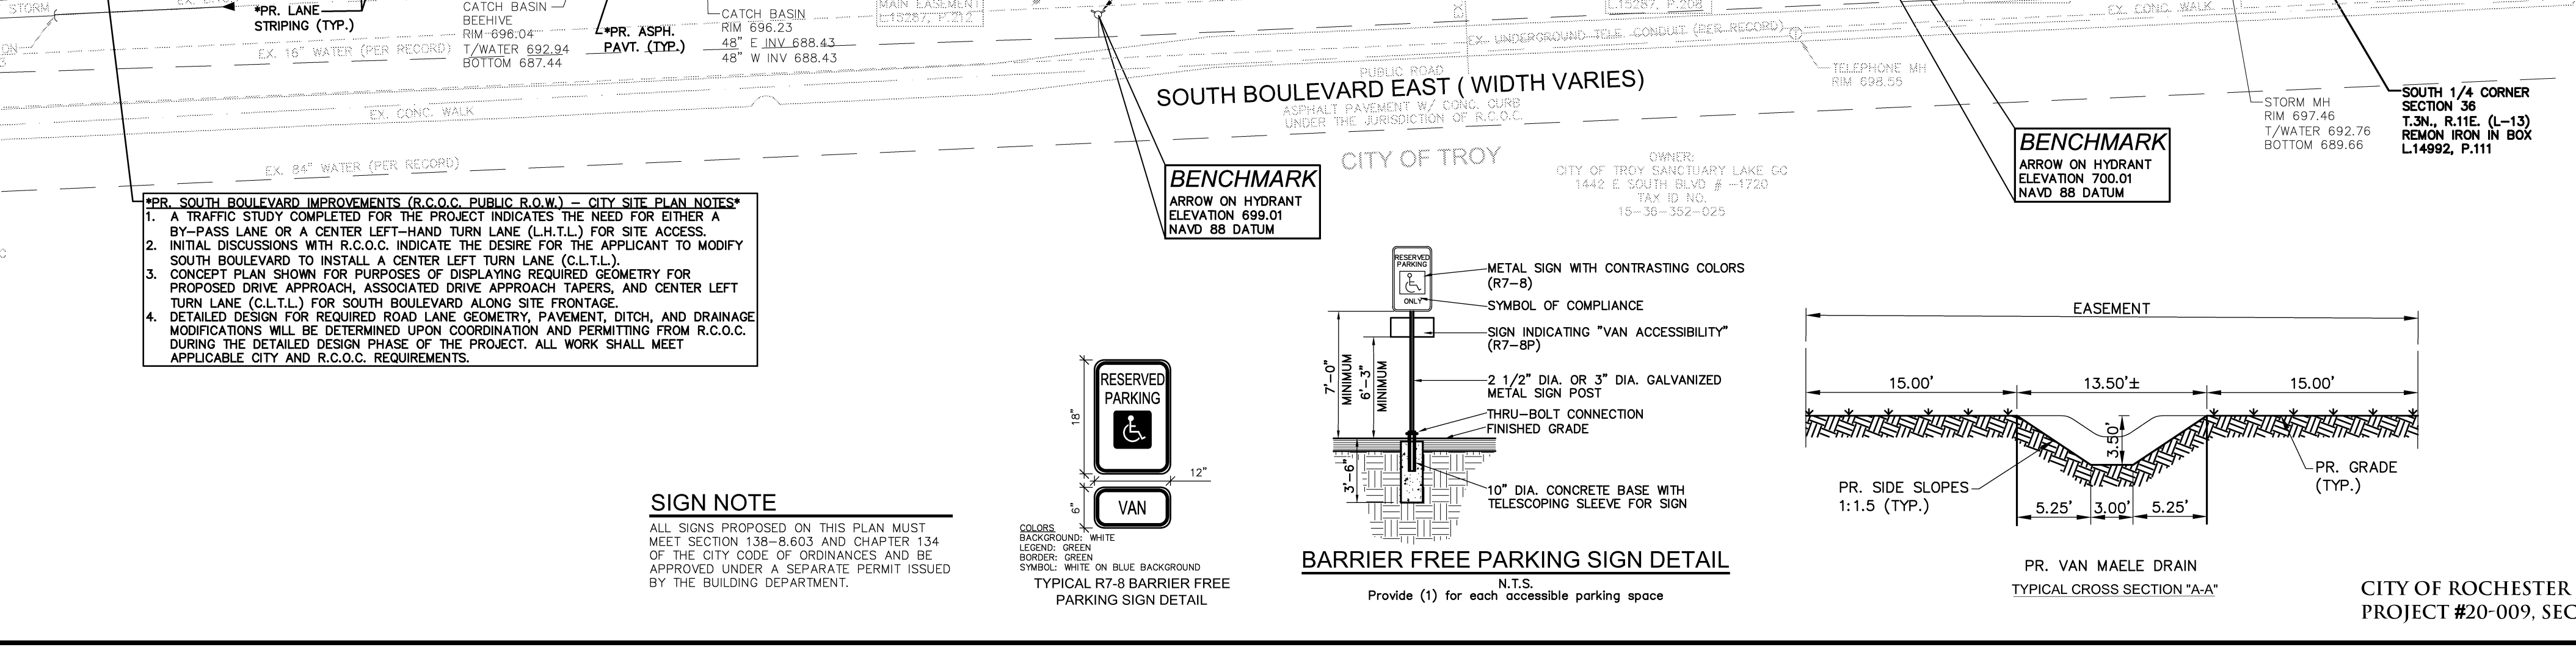 STORM
*PR. LANE
STRIPING (TYP.)
CATCH BASIN
BEEHIVE
RIM 696.04
T/WATER 692.94
BOTTOM 687.44
*PR. ASPH.
PAVT. (TYP.)
CATCH BASIN
RIM 696.23
48" E INV 688.43
48" W INV 688.43
MAIN EASEMENT
L.15287, P.212
L.15287, P.208
EX. 16" WATER (PER RECORD)
EX. CONC. WALK
EX. 84" WATER (PER RECORD)
EX. UNDERGROUND TELE. CONDUIT (PER RECORD)
EX. CONC. WALK
PUBLIC ROAD
SOUTH BOULEVARD EAST ( WIDTH VARIES)
ASPHALT PAVEMENT W/ CONC. CURB
UNDER THE JURISDICTION OF R.C.O.C.
CITY OF TROY
TELEPHONE MH
RIM 698.55
OWNER:
CITY OF TROY SANCTUARY LAKE GC
1442 E SOUTH BLVD # -1720
TAX ID NO.
15-36-352-025
STORM MH
RIM 697.46
T/WATER 692.76
BOTTOM 689.66
SOUTH 1/4 CORNER
SECTION 36
T.3N., R.11E. (L-13)
REMON IRON IN BOX
L.14992, P.111
BENCHMARK
ARROW ON HYDRANT
ELEVATION 699.01
NAVD 88 DATUM
BENCHMARK
ARROW ON HYDRANT
ELEVATION 700.01
NAVD 88 DATUM
*PR. SOUTH BOULEVARD IMPROVEMENTS (R.C.O.C. PUBLIC R.O.W.) - CITY SITE PLAN NOTES*
1. A TRAFFIC STUDY COMPLETED FOR THE PROJECT INDICATES THE NEED FOR EITHER A
BY-PASS LANE OR A CENTER LEFT-HAND TURN LANE (L.H.T.L.) FOR SITE ACCESS.
2. INITIAL DISCUSSIONS WITH R.C.O.C. INDICATE THE DESIRE FOR THE APPLICANT TO MODIFY
SOUTH BOULEVARD TO INSTALL A CENTER LEFT TURN LANE (C.L.T.L.).
3. CONCEPT PLAN SHOWN FOR PURPOSES OF DISPLAYING REQUIRED GEOMETRY FOR
PROPOSED DRIVE APPROACH, ASSOCIATED DRIVE APPROACH TAPERS, AND CENTER LEFT
TURN LANE (C.L.T.L.) FOR SOUTH BOULEVARD ALONG SITE FRONTAGE.
4. DETAILED DESIGN FOR REQUIRED ROAD LANE GEOMETRY, PAVEMENT, DITCH, AND DRAINAGE
MODIFICATIONS WILL BE DETERMINED UPON COORDINATION AND PERMITTING FROM R.C.O.C.
DURING THE DETAILED DESIGN PHASE OF THE PROJECT. ALL WORK SHALL MEET
APPLICABLE CITY AND R.C.O.C. REQUIREMENTS.
SIGN NOTE
ALL SIGNS PROPOSED ON THIS PLAN MUST
MEET SECTION 138-8.603 AND CHAPTER 134
OF THE CITY CODE OF ORDINANCES AND BE
APPROVED UNDER A SEPARATE PERMIT ISSUED
BY THE BUILDING DEPARTMENT.
RESERVED
PARKING
18"
12"
6"
VAN
COLORS
BACKGROUND: WHITE
LEGEND: GREEN
BORDER: GREEN
SYMBOL: WHITE ON BLUE BACKGROUND
TYPICAL R7-8 BARRIER FREE
PARKING SIGN DETAIL
RESERVED
PARKING
ONLY
METAL SIGN WITH CONTRASTING COLORS
(R7-8)
SYMBOL OF COMPLIANCE
SIGN INDICATING "VAN ACCESSIBILITY"
(R7-8P)
7'-0"
MINIMUM
6'-3"
MINIMUM
2 1/2" DIA. OR 3" DIA. GALVANIZED
METAL SIGN POST
THRU-BOLT CONNECTION
FINISHED GRADE
3'-6"
10" DIA. CONCRETE BASE WITH
TELESCOPING SLEEVE FOR SIGN
BARRIER FREE PARKING SIGN DETAIL
N.T.S.
Provide (1) for each accessible parking space
EASEMENT
15.00'
13.50'±
15.00'
3.50'
PR. SIDE SLOPES
1:1.5 (TYP.)
5.25'
3.00'
5.25'
PR. GRADE
(TYP.)
PR. VAN MAELE DRAIN
TYPICAL CROSS SECTION "A-A"
CITY OF ROCHESTER
PROJECT #20-009, SEC